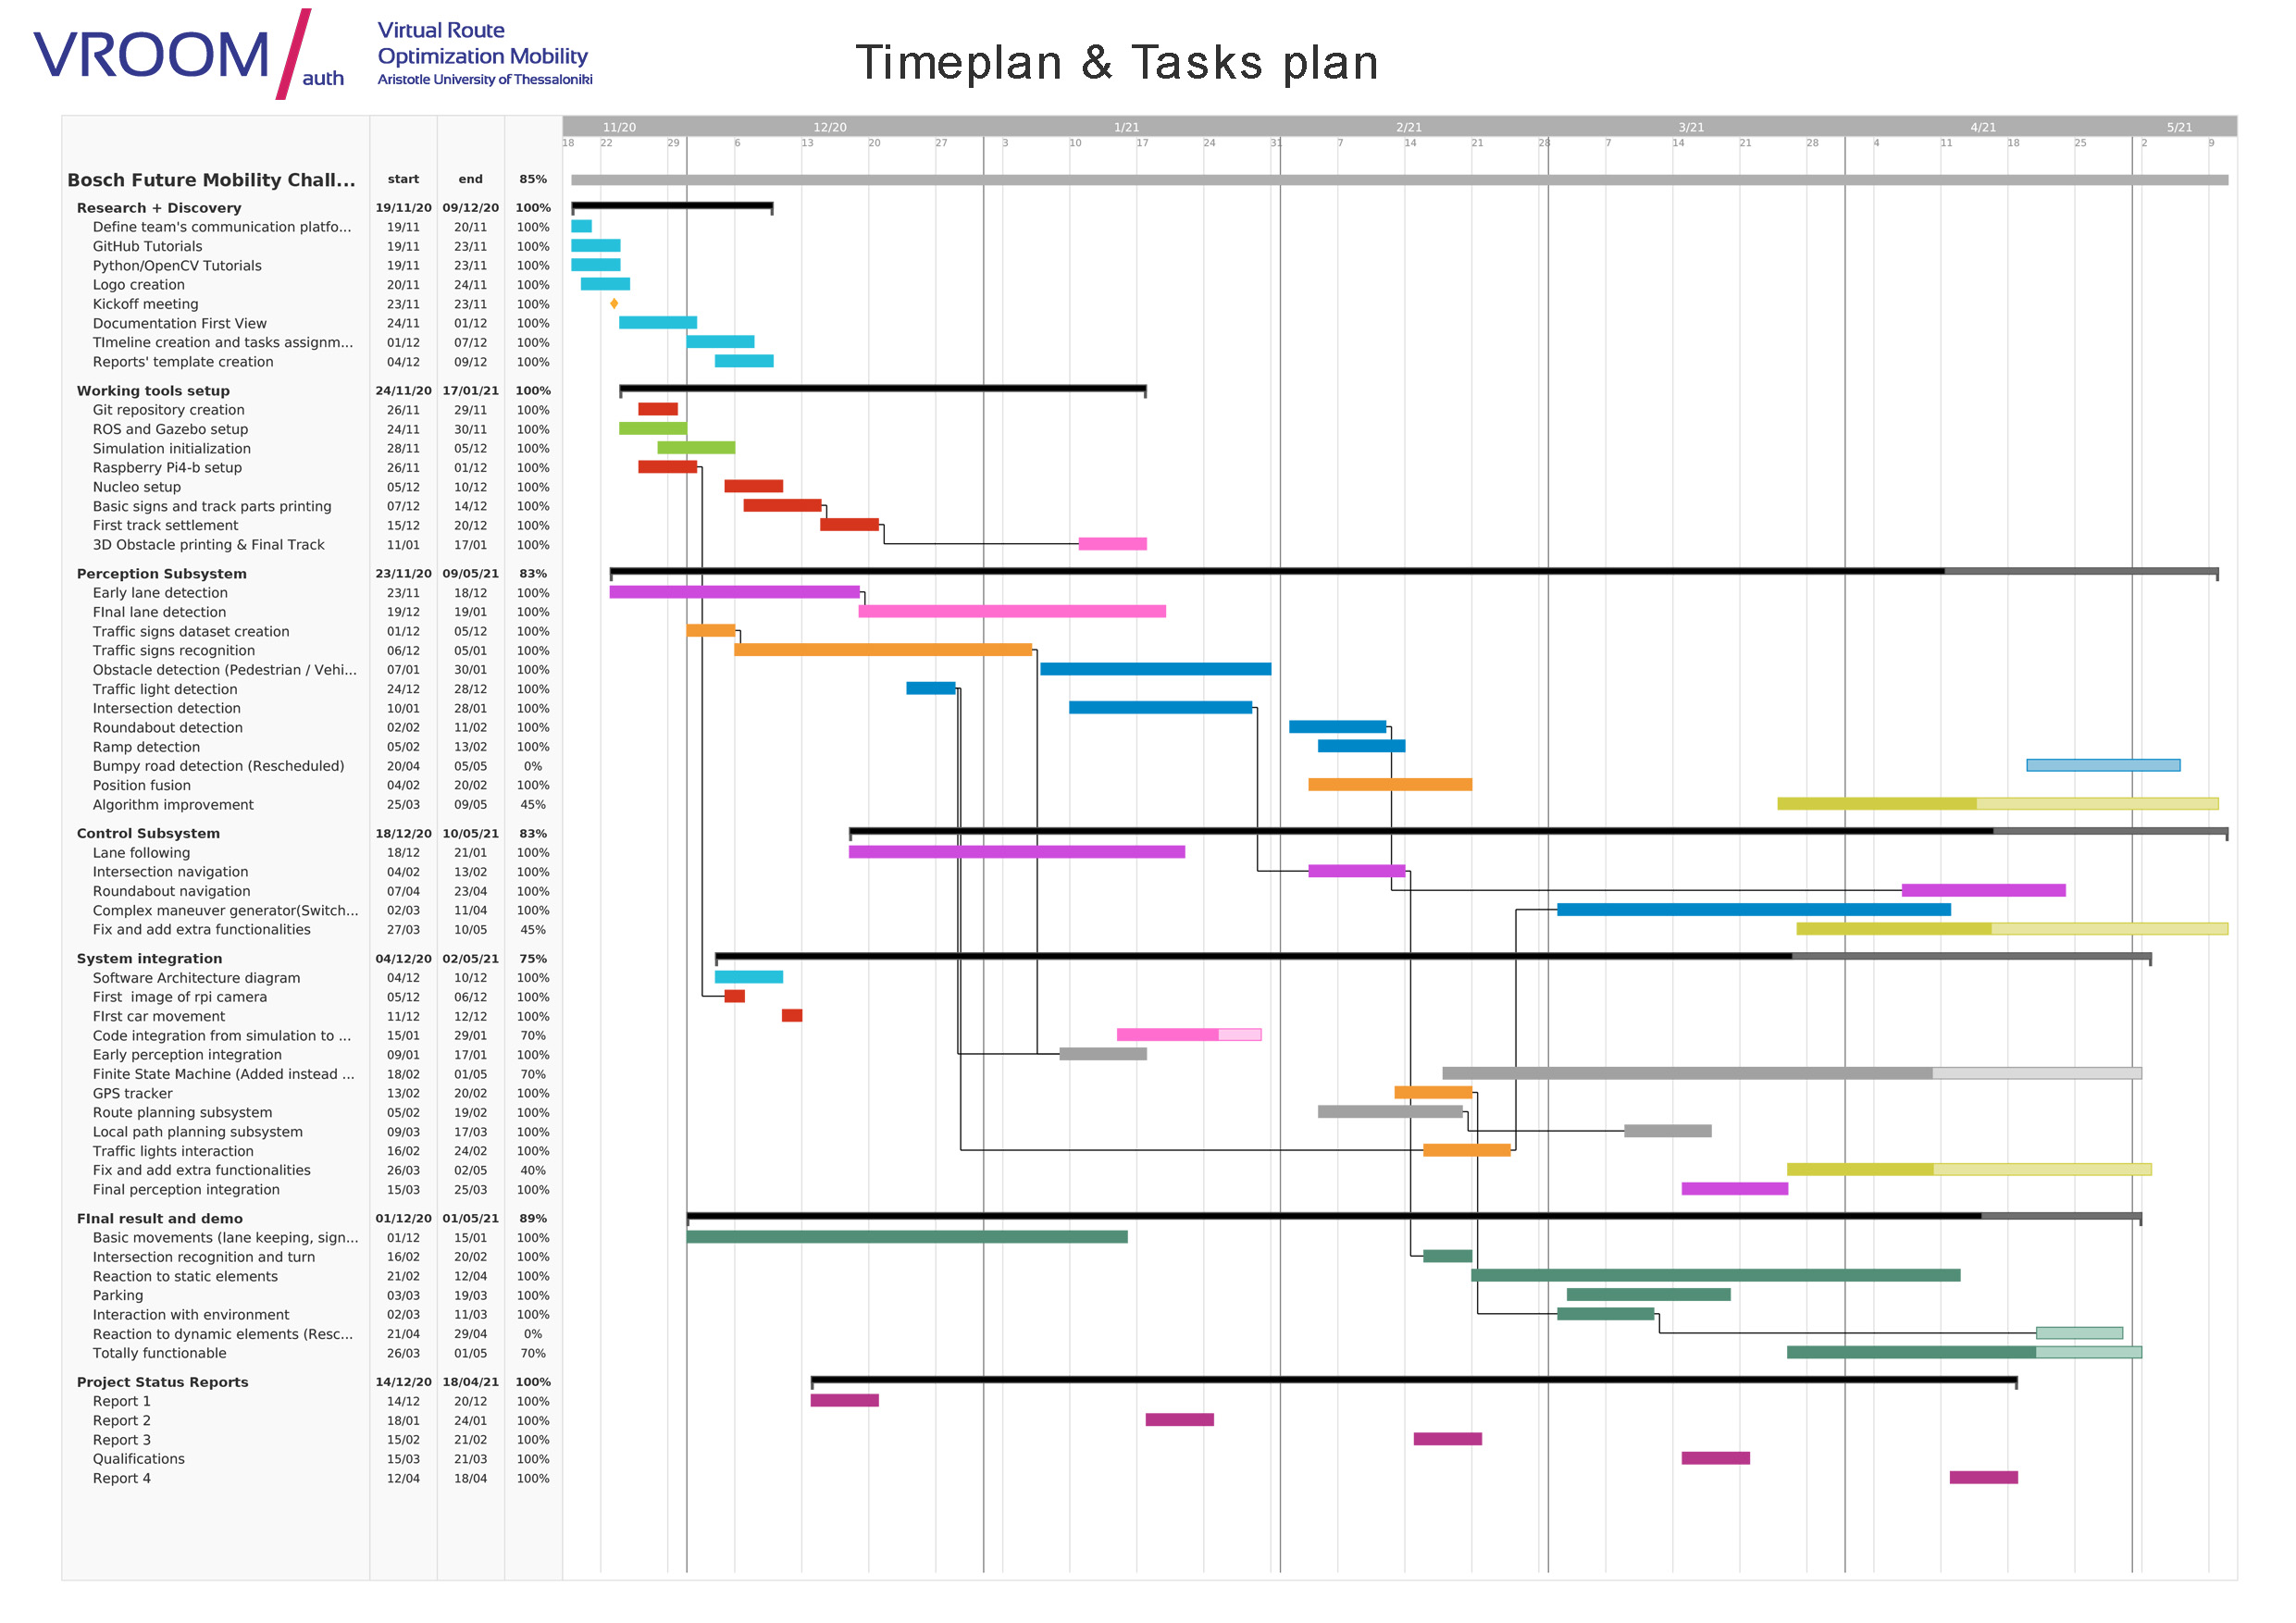 VROOM/auth
Virtual Route
Optimization Mobility
Aristotle University of Thessaloniki
Timeplan & Tasks plan
11/20 12/20 1/21 2/21 3/21 4/21 5/21
18 22 29 6 13 20 27 3 10 17 24 31 7 14 21 28 7 14 21 28 4 11 18 25 2 9
Bosch Future Mobility Chall... start end 85%
Research + Discovery 19/11/20 09/12/20 100%
Define team's communication platfo... 19/11 20/11 100%
GitHub Tutorials 19/11 23/11 100%
Python/OpenCV Tutorials 19/11 23/11 100%
Logo creation 20/11 24/11 100%
Kickoff meeting 23/11 23/11 100%
Documentation First View 24/11 01/12 100%
TImeline creation and tasks assignm... 01/12 07/12 100%
Reports' template creation 04/12 09/12 100%
Working tools setup 24/11/20 17/01/21 100%
Git repository creation 26/11 29/11 100%
ROS and Gazebo setup 24/11 30/11 100%
Simulation initialization 28/11 05/12 100%
Raspberry Pi4-b setup 26/11 01/12 100%
Nucleo setup 05/12 10/12 100%
Basic signs and track parts printing 07/12 14/12 100%
First track settlement 15/12 20/12 100%
3D Obstacle printing & Final Track 11/01 17/01 100%
Perception Subsystem 23/11/20 09/05/21 83%
Early lane detection 23/11 18/12 100%
FInal lane detection 19/12 19/01 100%
Traffic signs dataset creation 01/12 05/12 100%
Traffic signs recognition 06/12 05/01 100%
Obstacle detection (Pedestrian / Vehi... 07/01 30/01 100%
Traffic light detection 24/12 28/12 100%
Intersection detection 10/01 28/01 100%
Roundabout detection 02/02 11/02 100%
Ramp detection 05/02 13/02 100%
Bumpy road detection (Rescheduled) 20/04 05/05 0%
Position fusion 04/02 20/02 100%
Algorithm improvement 25/03 09/05 45%
Control Subsystem 18/12/20 10/05/21 83%
Lane following 18/12 21/01 100%
Intersection navigation 04/02 13/02 100%
Roundabout navigation 07/04 23/04 100%
Complex maneuver generator(Switch... 02/03 11/04 100%
Fix and add extra functionalities 27/03 10/05 45%
System integration 04/12/20 02/05/21 75%
Software Architecture diagram 04/12 10/12 100%
First  image of rpi camera 05/12 06/12 100%
FIrst car movement 11/12 12/12 100%
Code integration from simulation to ... 15/01 29/01 70%
Early perception integration 09/01 17/01 100%
Finite State Machine (Added instead ... 18/02 01/05 70%
GPS tracker 13/02 20/02 100%
Route planning subsystem 05/02 19/02 100%
Local path planning subsystem 09/03 17/03 100%
Traffic lights interaction 16/02 24/02 100%
Fix and add extra functionalities 26/03 02/05 40%
Final perception integration 15/03 25/03 100%
FInal result and demo 01/12/20 01/05/21 89%
Basic movements (lane keeping, sign... 01/12 15/01 100%
Intersection recognition and turn 16/02 20/02 100%
Reaction to static elements 21/02 12/04 100%
Parking 03/03 19/03 100%
Interaction with environment 02/03 11/03 100%
Reaction to dynamic elements (Resc... 21/04 29/04 0%
Totally functionable 26/03 01/05 70%
Project Status Reports 14/12/20 18/04/21 100%
Report 1 14/12 20/12 100%
Report 2 18/01 24/01 100%
Report 3 15/02 21/02 100%
Qualifications 15/03 21/03 100%
Report 4 12/04 18/04 100%